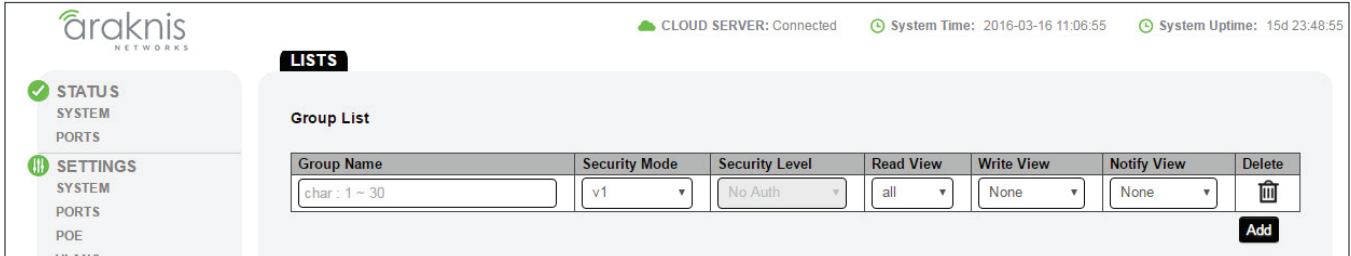 araknis
NETWORKS
CLOUD SERVER: Connected System Time: 2016-03-16 11:06:55 System Uptime: 15d 23:48:55
LISTS
STATUS
SYSTEM
PORTS
SETTINGS
SYSTEM
PORTS
POE
Group List
Group Name Security Mode Security Level Read View Write View Notify View Delete
char : 1 ~ 30 v1 No Auth all None None
Add